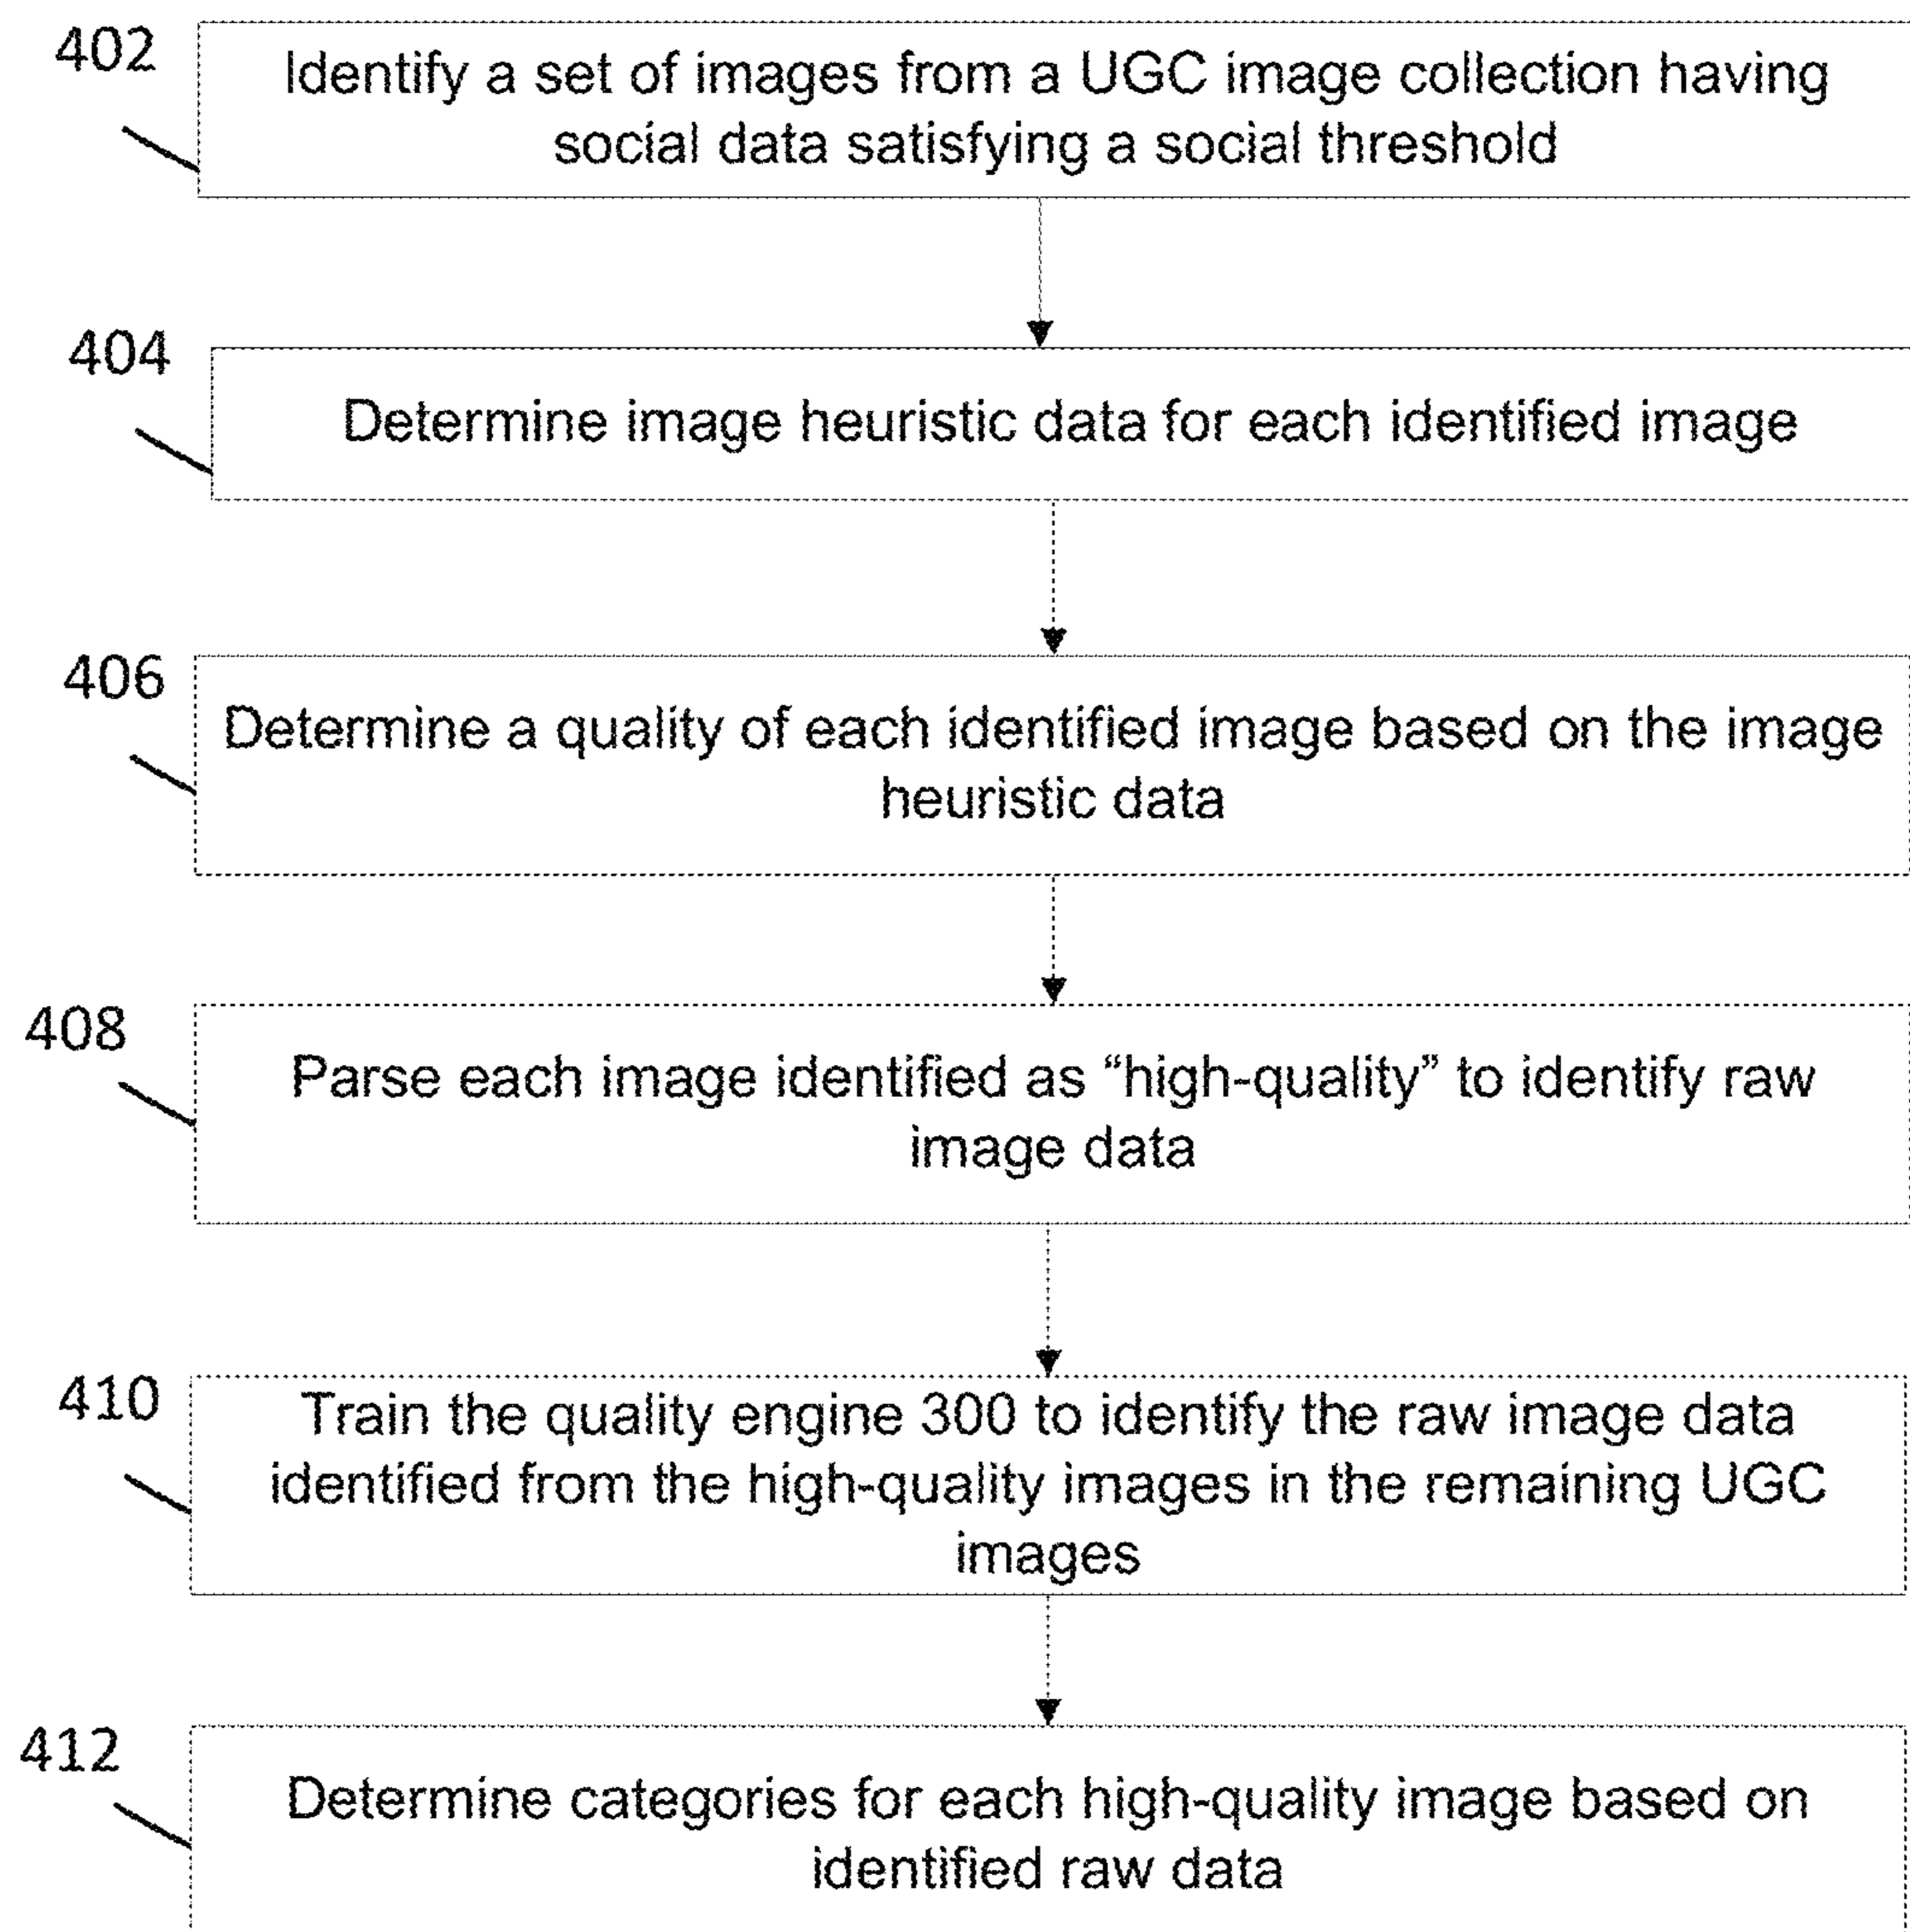 402
Identify a set of images from a UGC image collection having
social data satisfying a social threshold
404
Determine image heuristic data for each identified image
406
Determine a quality of each identified image based on the image
heuristic data
408
Parse each image identified as “high-quality” to identify raw
image data
410
Train the quality engine 300 to identify the raw image data
identified from the high-quality images in the remaining UGC
images
412
Determine categories for each high-quality image based on
identified raw data